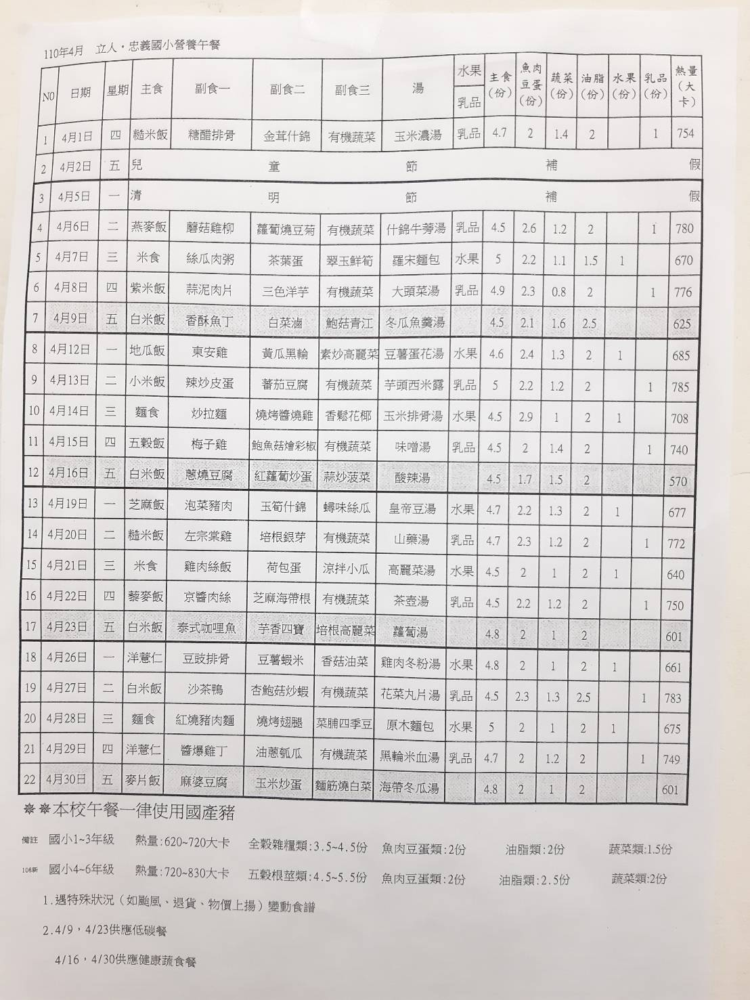 110年4月 立人・忠義國小營養午餐
NO 日期 星期 主食 副食一 副食二 副食三 湯 水果 乳品 主食(份) 魚肉豆蛋(份) 蔬菜(份) 油脂(份) 水果(份) 乳品(份) 熱量(大卡)
1 4月1日 四 糙米飯 糖醋排骨 金茸什錦 有機蔬菜 玉米濃湯 乳品 4.7 2 1.4 2 1 754
2 4月2日 五 兒童節補假
3 4月5日 一 清明節補假
4 4月6日 二 燕麥飯 蘑菇雞柳 蘿蔔燒豆菊 有機蔬菜 什錦牛蒡湯 乳品 4.5 2.6 1.2 2 1 780
5 4月7日 三 米食 絲瓜肉粥 茶葉蛋 翠玉鮮筍 羅宋麵包 水果 5 2.2 1.1 1.5 1 670
6 4月8日 四 紫米飯 蒜泥肉片 三色洋芋 有機蔬菜 大頭菜湯 乳品 4.9 2.3 0.8 2 1 776
7 4月9日 五 白米飯 香酥魚丁 白菜滷 鮑菇青江 冬瓜魚羹湯 4.5 2.1 1.6 2.5 625
8 4月12日 一 地瓜飯 東安雞 黃瓜黑輪 素炒高麗菜 豆薯蛋花湯 水果 4.6 2.4 1.3 2 1 685
9 4月13日 二 小米飯 辣炒皮蛋 蕃茄豆腐 有機蔬菜 芋頭西米露 乳品 5 2.2 1.2 2 1 785
10 4月14日 三 麵食 炒拉麵 燒烤醬燒雞 香鬆花椰 玉米排骨湯 水果 4.5 2.9 1 2 1 708
11 4月15日 四 五穀飯 梅子雞 鮑魚菇燴彩椒 有機蔬菜 味噌湯 乳品 4.5 2 1.4 2 1 740
12 4月16日 五 白米飯 蔥燒豆腐 紅蘿蔔炒蛋 蒜炒菠菜 酸辣湯 4.5 1.7 1.5 2 570
13 4月19日 一 芝麻飯 泡菜豬肉 玉筍什錦 蟳味絲瓜 皇帝豆湯 水果 4.7 2.2 1.3 2 1 677
14 4月20日 二 糙米飯 左宗棠雞 培根銀芽 有機蔬菜 山藥湯 乳品 4.7 2.3 1.2 2 1 772
15 4月21日 三 米食 雞肉絲飯 荷包蛋 涼拌小瓜 高麗菜湯 水果 4.5 2 1 2 1 640
16 4月22日 四 藜麥飯 京醬肉絲 芝麻海帶根 有機蔬菜 茶壺湯 乳品 4.5 2.2 1.2 2 1 750
17 4月23日 五 白米飯 泰式咖哩魚 芋香四寶 培根高麗菜 蘿蔔湯 4.8 2 1 2 601
18 4月26日 一 洋薏仁 豆豉排骨 豆薯蝦米 香菇油菜 雞肉冬粉湯 水果 4.8 2 1 2 1 661
19 4月27日 二 白米飯 沙茶鴨 杏鮑菇炒蝦 有機蔬菜 花菜丸片湯 乳品 4.5 2.3 1.3 2.5 1 783
20 4月28日 三 麵食 紅燒豬肉麵 燒烤翅腿 菜脯四季豆 原木麵包 水果 5 2 1 2 1 675
21 4月29日 四 洋薏仁 醬爆雞丁 油蔥瓠瓜 有機蔬菜 黑輪米血湯 乳品 4.7 2 1.2 2 1 749
22 4月30日 五 麥片飯 麻婆豆腐 玉米炒蛋 麵筋燒白菜 海帶冬瓜湯 4.8 2 1 2 601
＊＊本校午餐一律使用國產豬
備註 國小1~3年級 熱量:620~720大卡 全穀雜糧類:3.5~4.5份 魚肉豆蛋類:2份 油脂類:2份 蔬菜類:1.5份
108新 國小4~6年級 熱量:720~830大卡 五穀根莖類:4.5~5.5份 魚肉豆蛋類:2份 油脂類:2.5份 蔬菜類:2份
1.遇特殊狀況（如颱風、退貨、物價上揚）變動食譜
2.4/9，4/23供應低碳餐
4/16，4/30供應健康蔬食餐